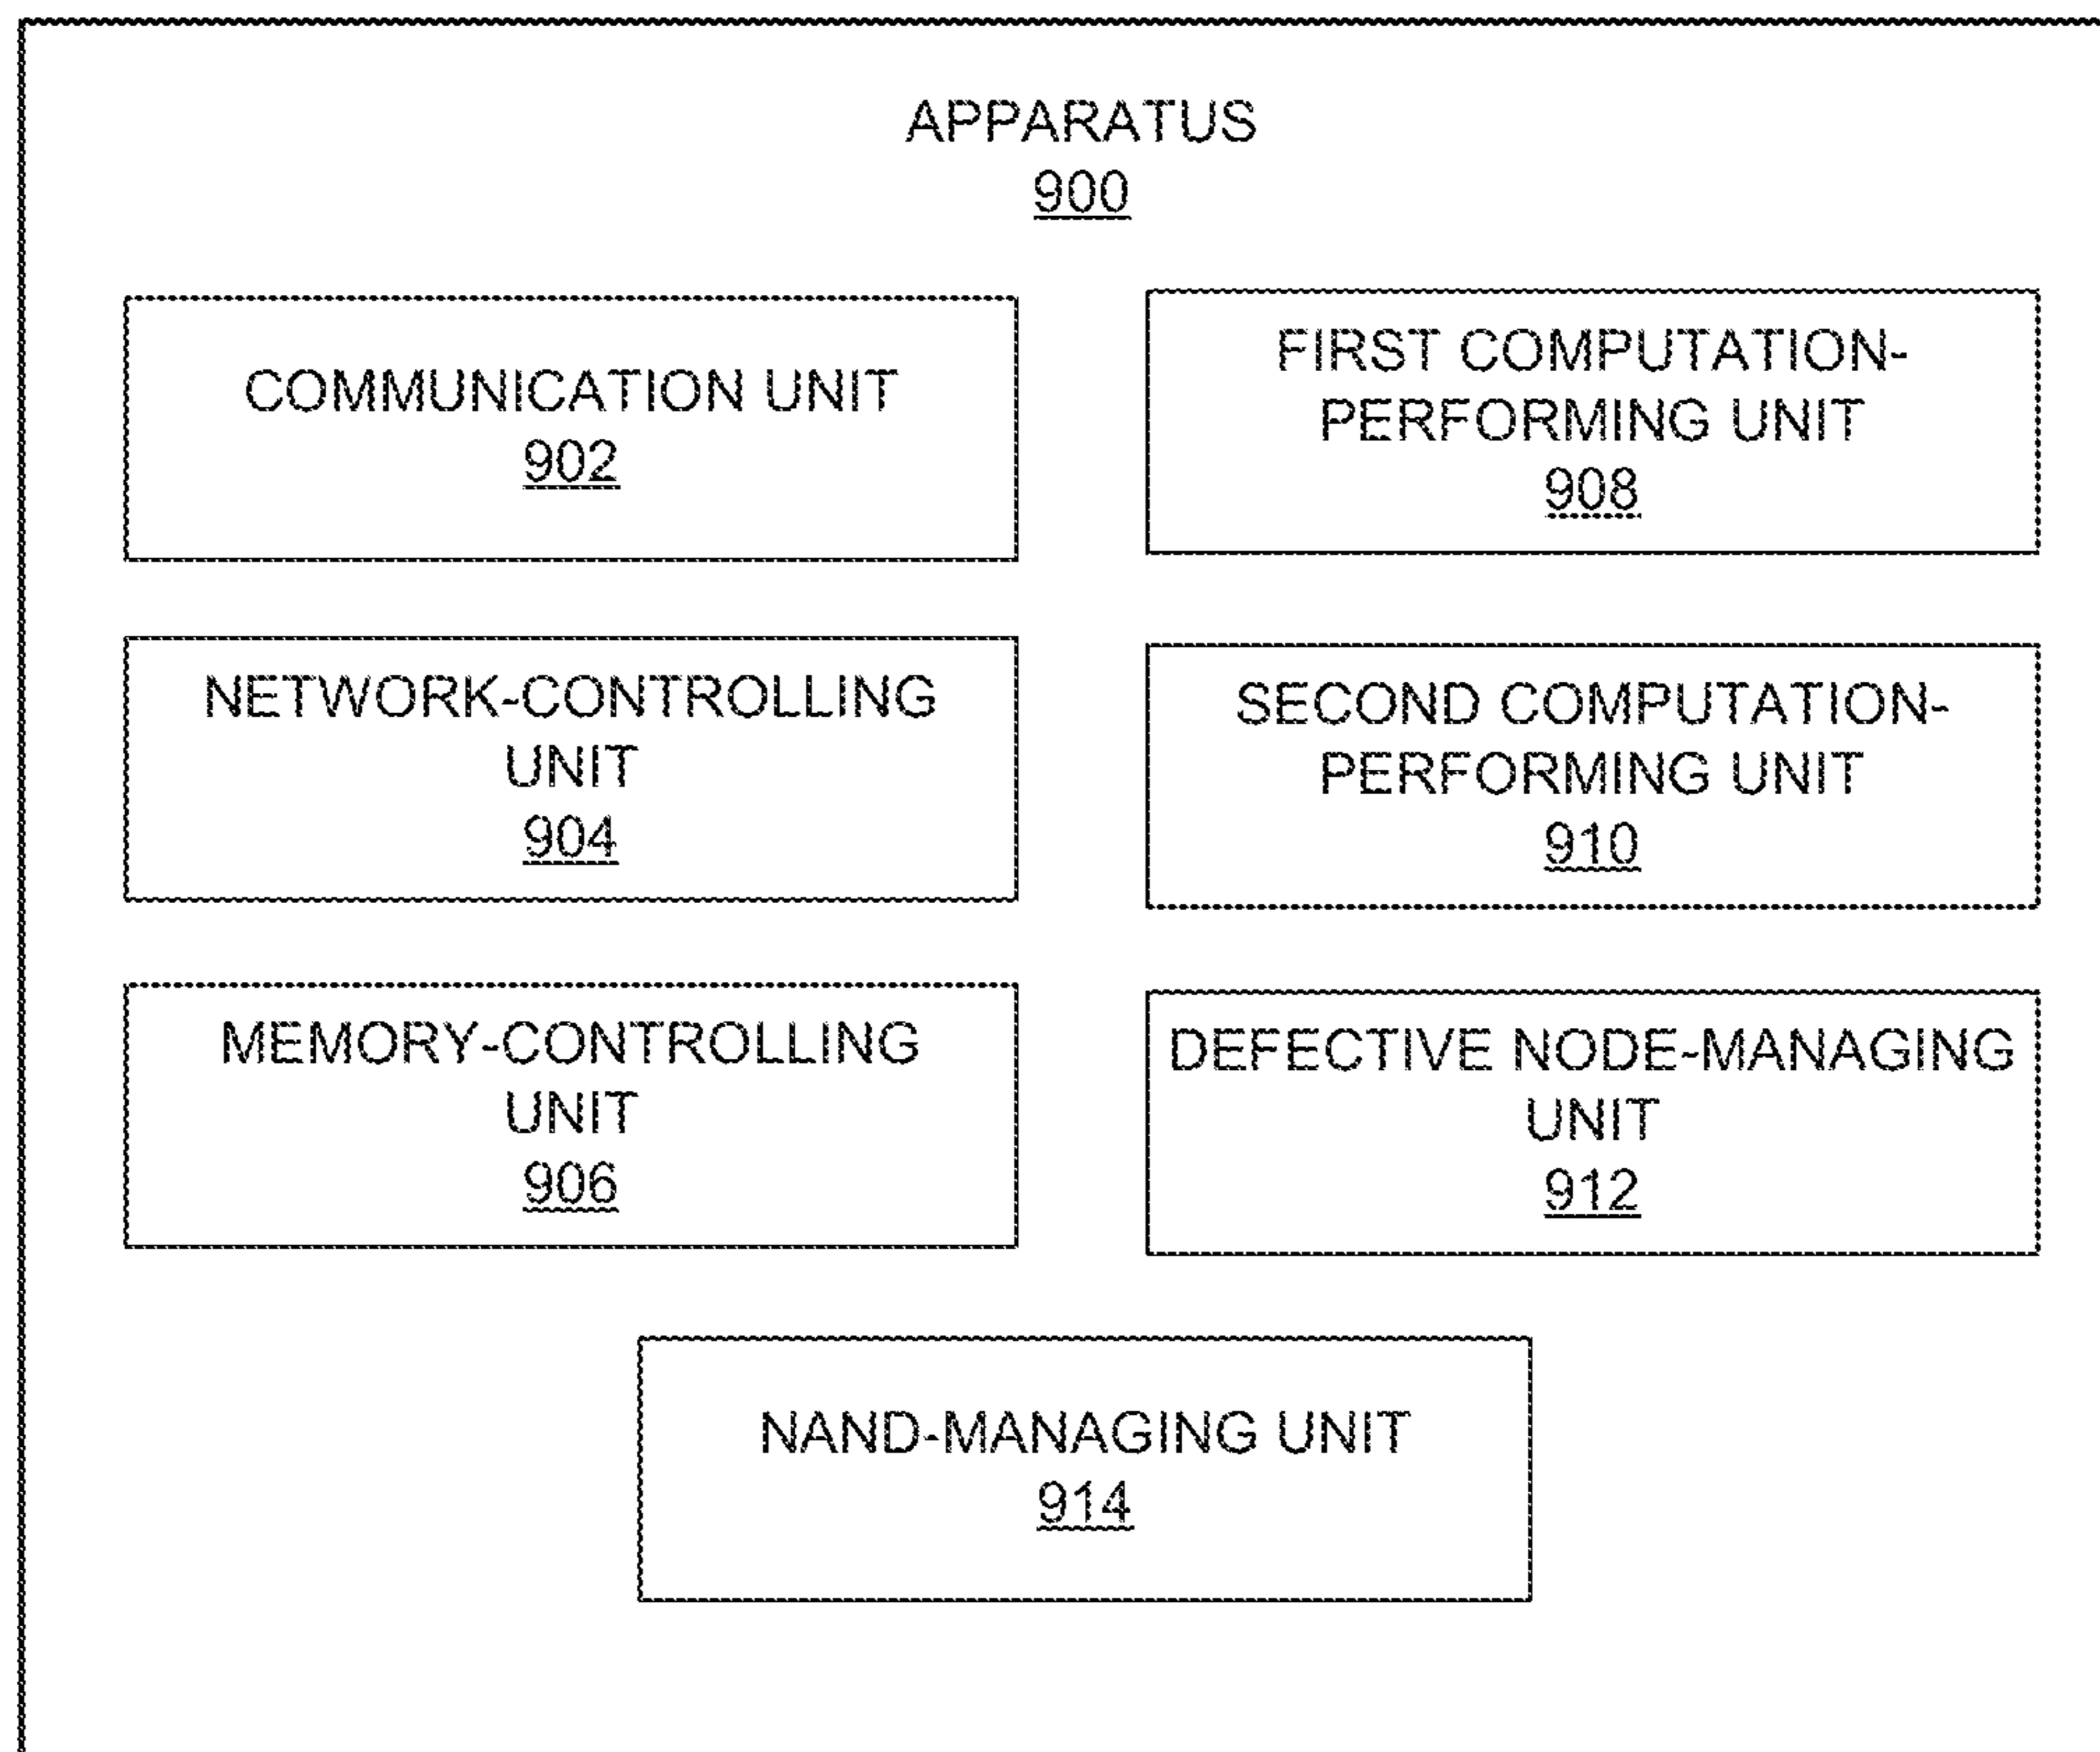 APPARATUS
900
COMMUNICATION UNIT
902
FIRST COMPUTATION-
PERFORMING UNIT
908
NETWORK-CONTROLLING
UNIT
904
SECOND COMPUTATION-
PERFORMING UNIT
910
MEMORY-CONTROLLING
UNIT
906
DEFECTIVE NODE-MANAGING
UNIT
912
NAND-MANAGING UNIT
914